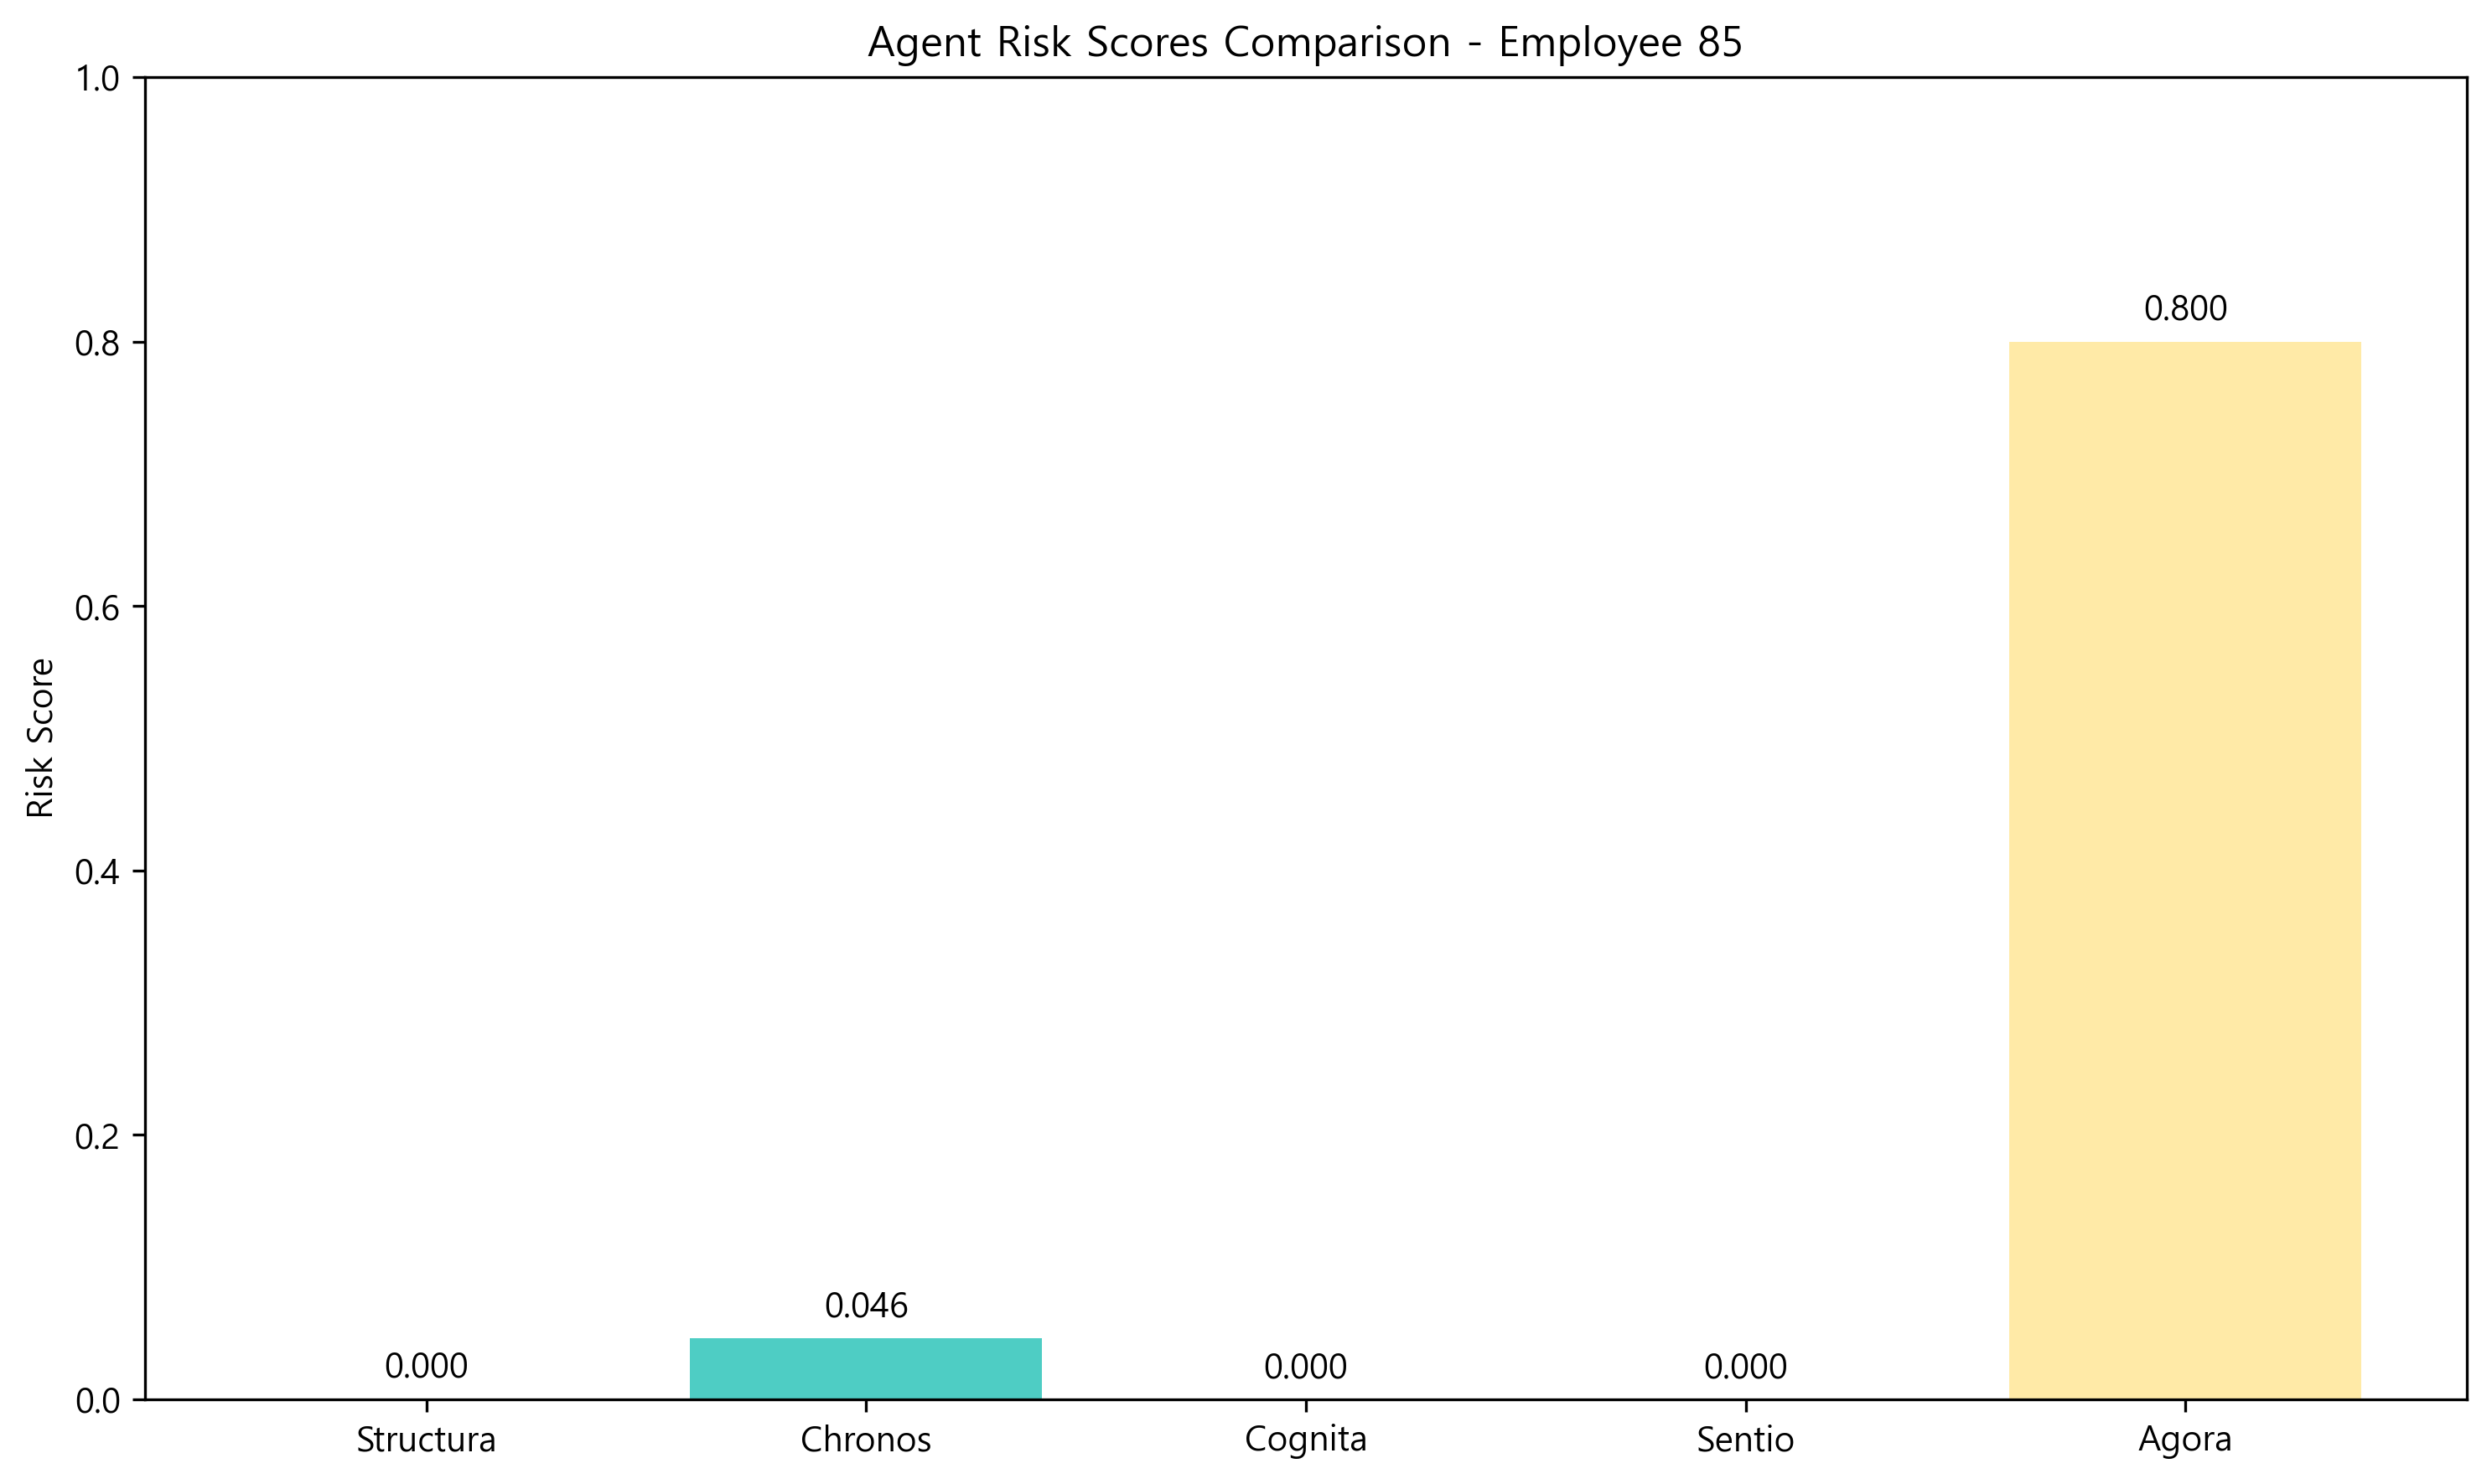 Agent Risk Scores Comparison - Employee 85
1.0
0.8
0.6
0.4
0.2
0.0
Risk Score
0.000
0.046
0.000
0.000
0.800
Structura
Chronos
Cognita
Sentio
Agora